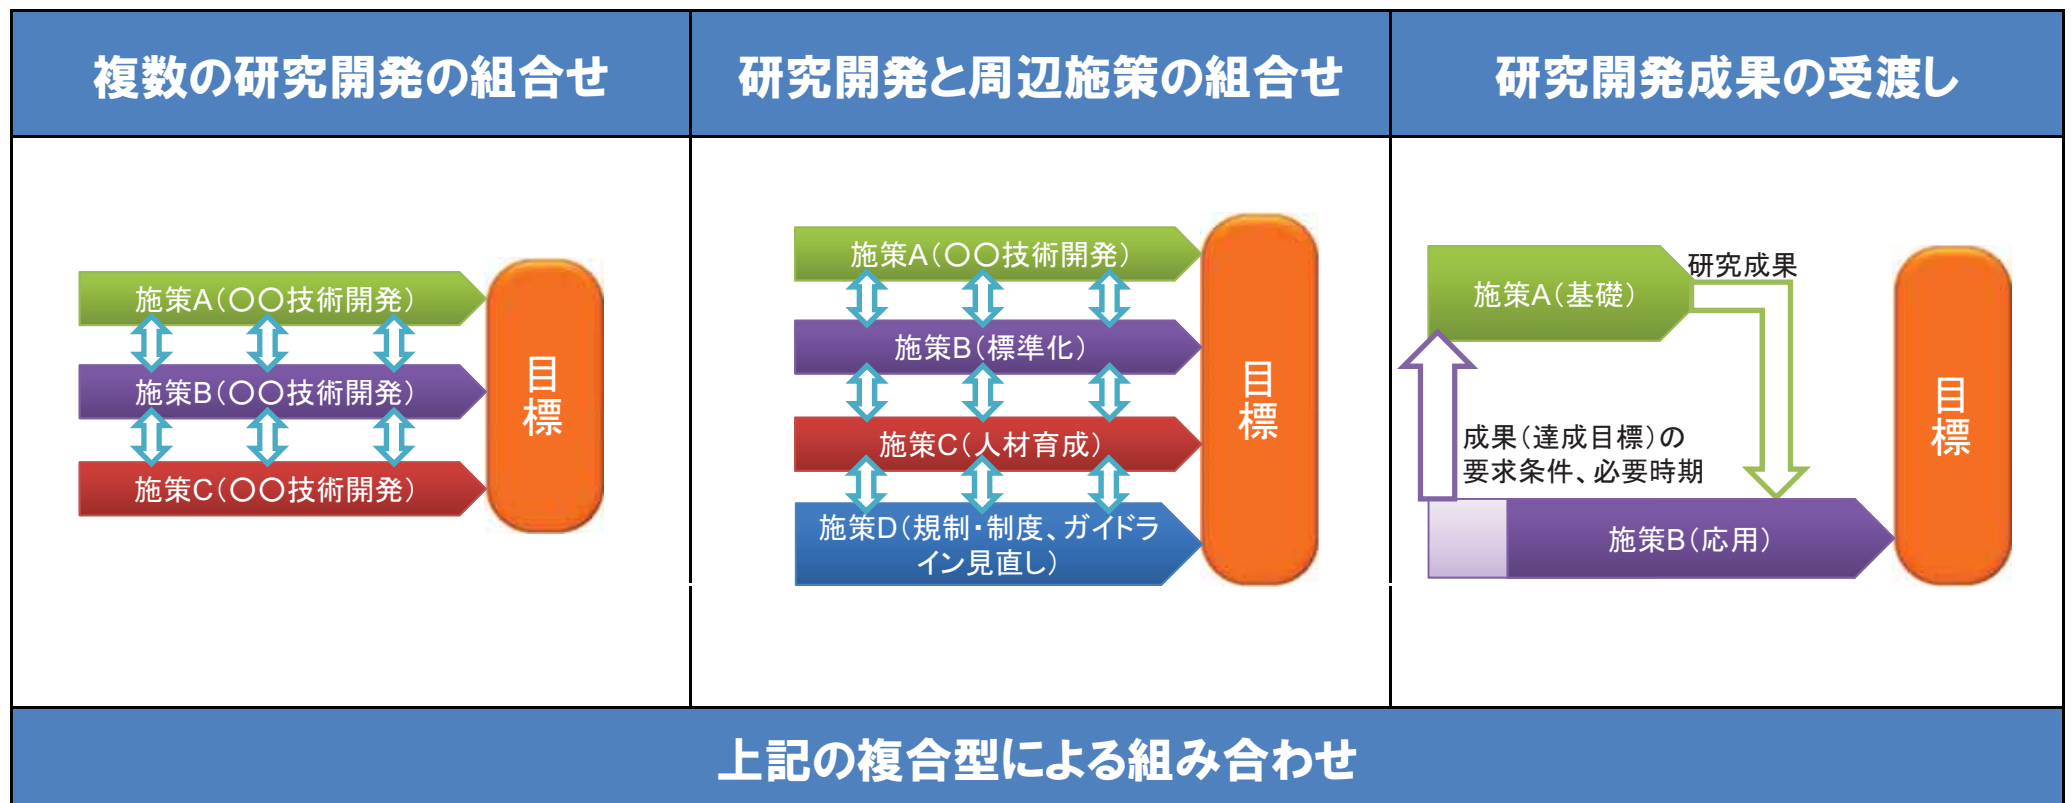 複数の研究開発の組合せ
研究開発と周辺施策の組合せ
研究開発成果の受渡し
施策A（〇〇技術開発）
施策B（〇〇技術開発）
施策C（〇〇技術開発）
目
標
施策A（〇〇技術開発）
施策B（標準化）
施策C（人材育成）
施策D（規制・制度、ガイドラ
イン見直し）
目
標
施策A（基礎）
研究成果
成果（達成目標）の
要求条件、必要時期
施策B（応用）
目
標
上記の複合型による組み合わせ